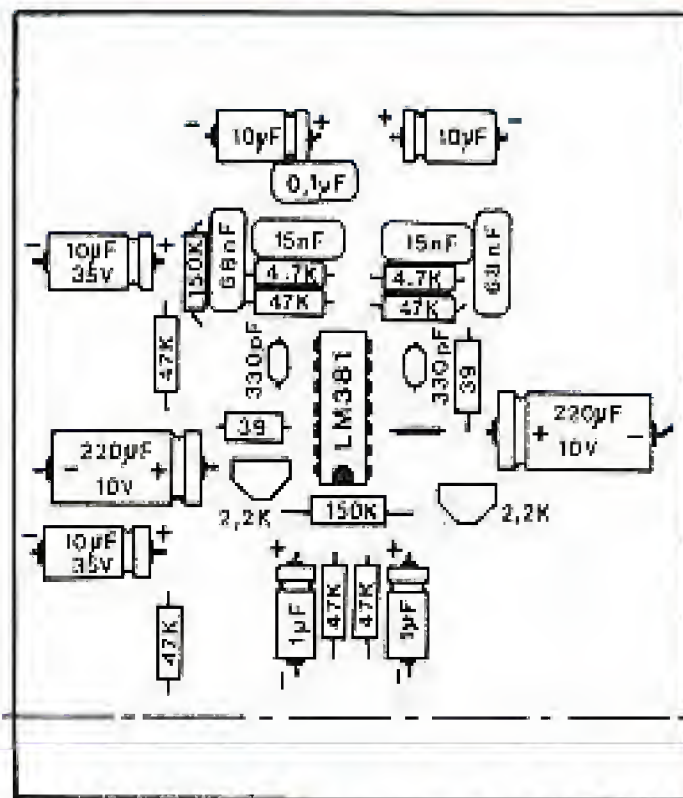 - 10µF +
+ 10µF -
0,1µF
- 10µF +
35V
150K
68nF
15nF
4.7K
47K
15nF
4.7K
47K
68nF
47K
330pF
LM381
330pF
39
39
- 220µF +
10V
220µF
+ -
10V
2,2K
150K
2,2K
- 10µF +
35V
+
1µF
-
47K
47K
+
1µF
-
47K